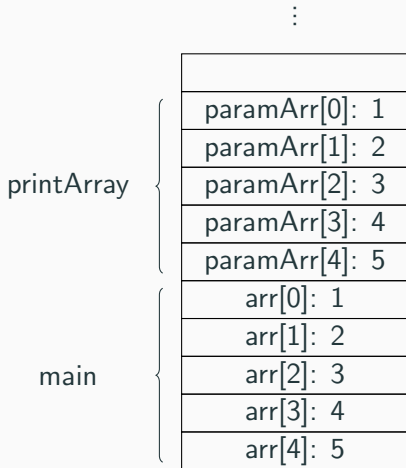 ⋮
paramArr[0]: 1
paramArr[1]: 2
printArray
paramArr[2]: 3
paramArr[3]: 4
paramArr[4]: 5
arr[0]: 1
arr[1]: 2
main
arr[2]: 3
arr[3]: 4
arr[4]: 5